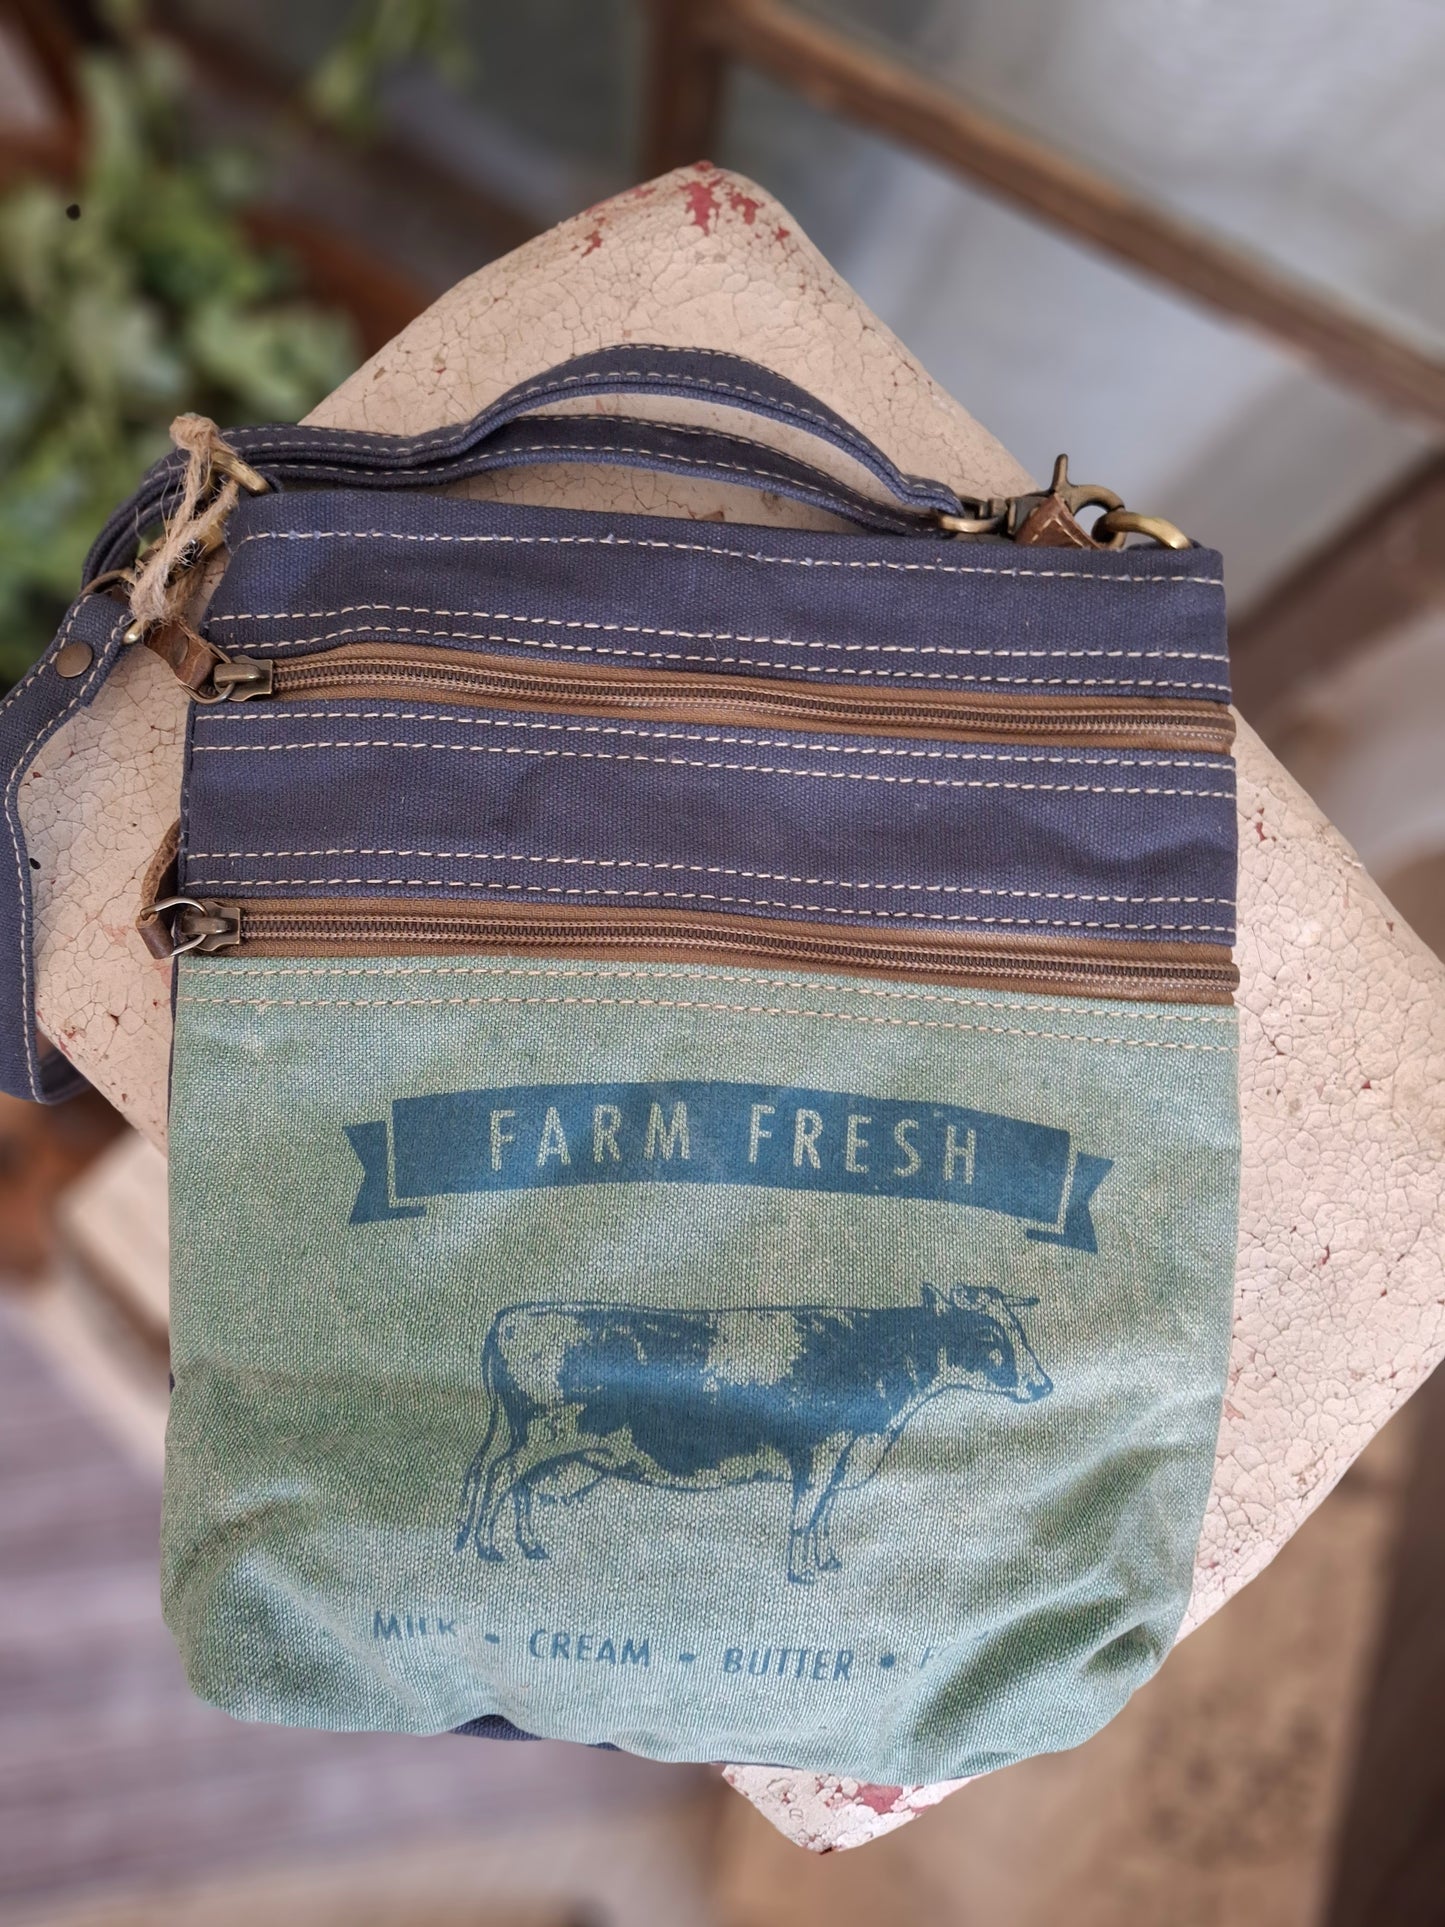 FARM FRESH
MILK • CREAM • BUTTER •